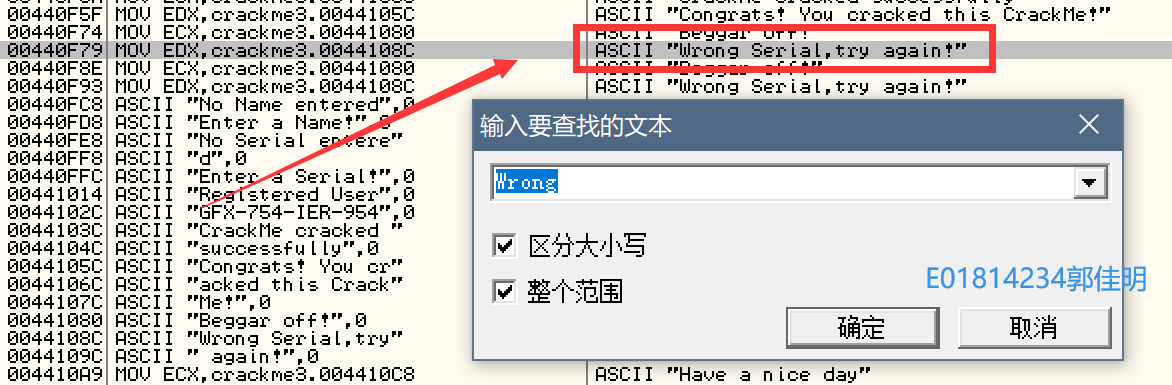 ASCII "CrackMe cracked successfully"
00440F5F MOV EDX,crackme3.0044105C ASCII "Congrats! You cracked this CrackMe!"
00440F74 MOV ECX,crackme3.00441080 ASCII "Beggar off!"
00440F79 MOV EDX,crackme3.0044108C ASCII "Wrong Serial,try again!"
00440F8E MOV ECX,crackme3.00441080 ASCII "Beggar off!"
00440F93 MOV EDX,crackme3.0044108C ASCII "Wrong Serial,try again!"
00440FC8 ASCII "No Name entered",0
00440FD8 ASCII "Enter a Name!",0
00440FE8 ASCII "No Serial entere"
00440FF8 ASCII "d",0
00440FFC ASCII "Enter a Serial!",0
00441014 ASCII "Registered User",0
0044102C ASCII "GFX-754-IER-954",0
0044103C ASCII "CrackMe cracked "
0044104C ASCII "successfully",0
0044105C ASCII "Congrats! You cr"
0044106C ASCII "acked this Crack"
0044107C ASCII "Me!",0
00441080 ASCII "Beggar off!",0
0044108C ASCII "Wrong Serial,try"
0044109C ASCII " again!",0
004410A9 MOV ECX,crackme3.004410C8 ASCII "Have a nice day"
输入要查找的文本
Wrong
区分大小写
整个范围
E01814234郭佳明
确定 取消